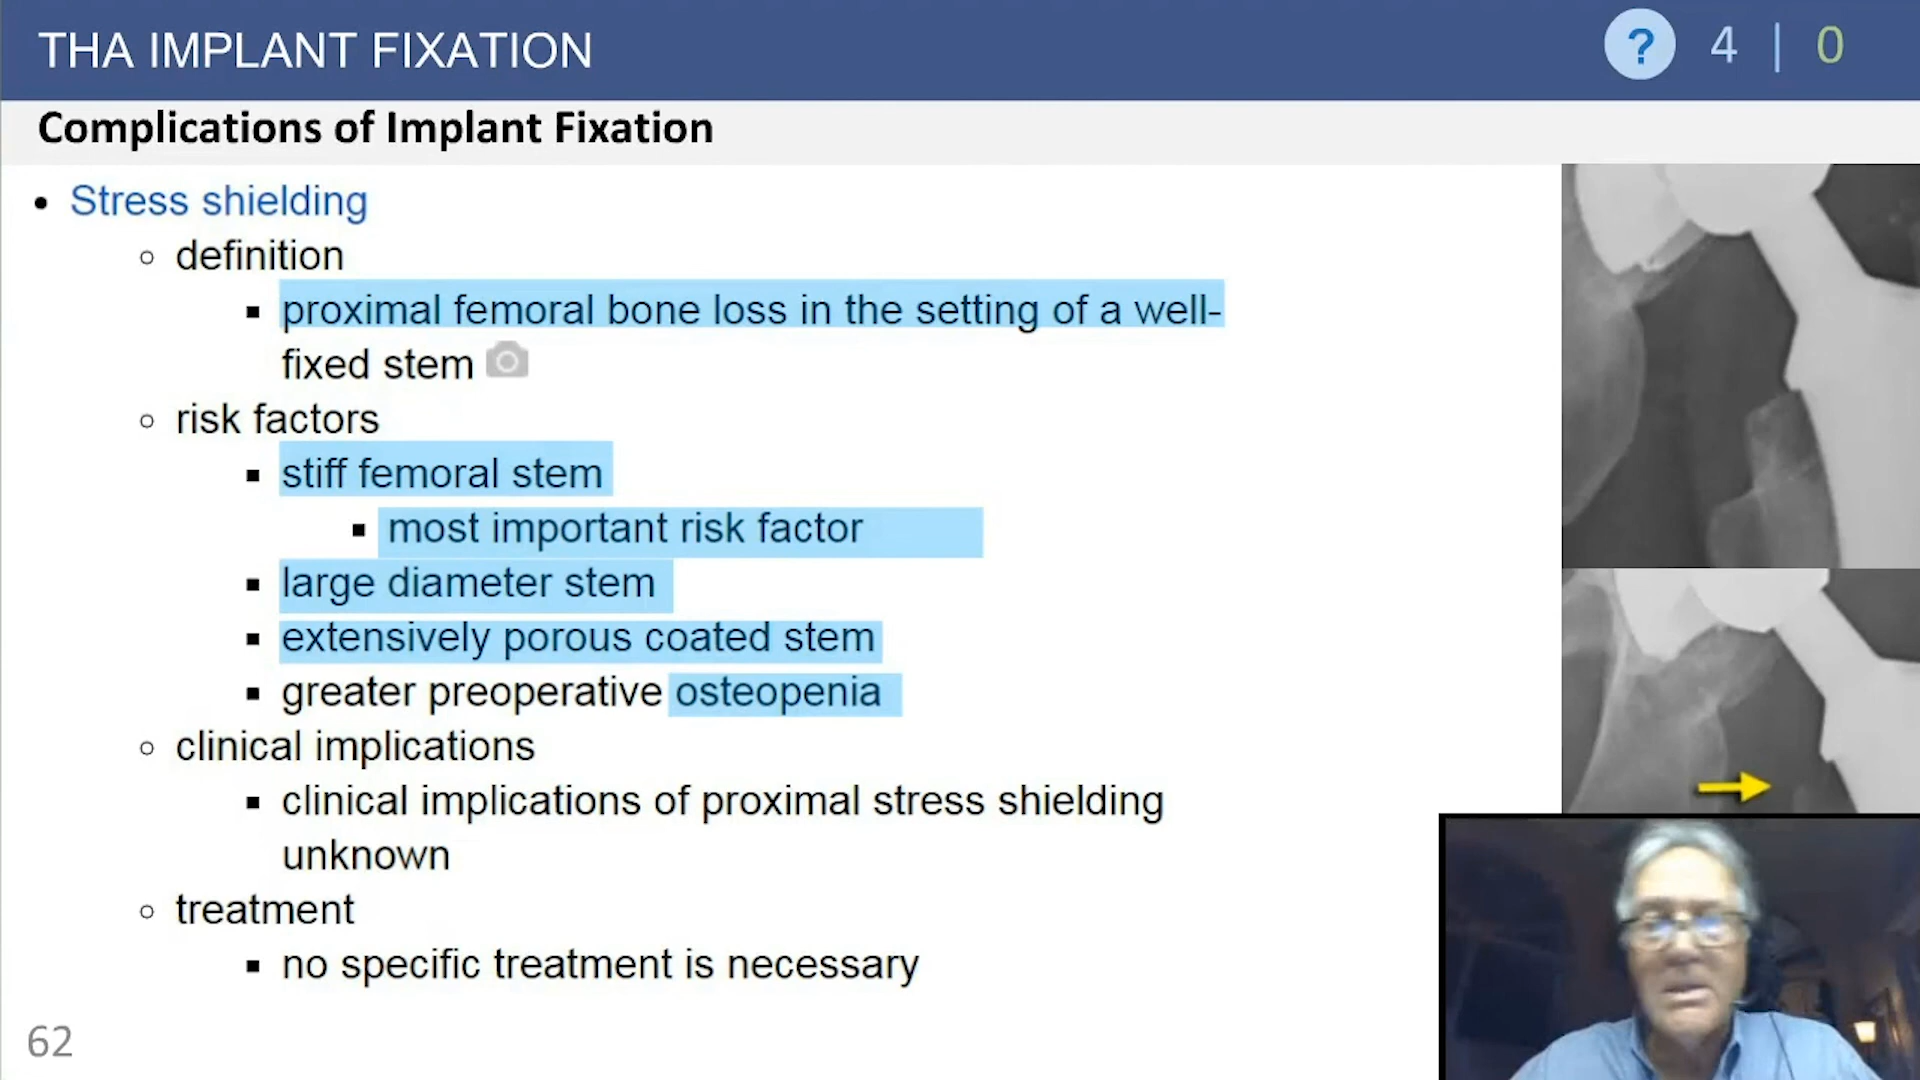 THA IMPLANT FIXATION
? 4 | 0
Complications of Implant Fixation
• Stress shielding
definition
proximal femoral bone loss in the setting of a well-
fixed stem
risk factors
stiff femoral stem
most important risk factor
large diameter stem
extensively porous coated stem
greater preoperative osteopenia
clinical implications
clinical implications of proximal stress shielding
unknown
treatment
no specific treatment is necessary
62